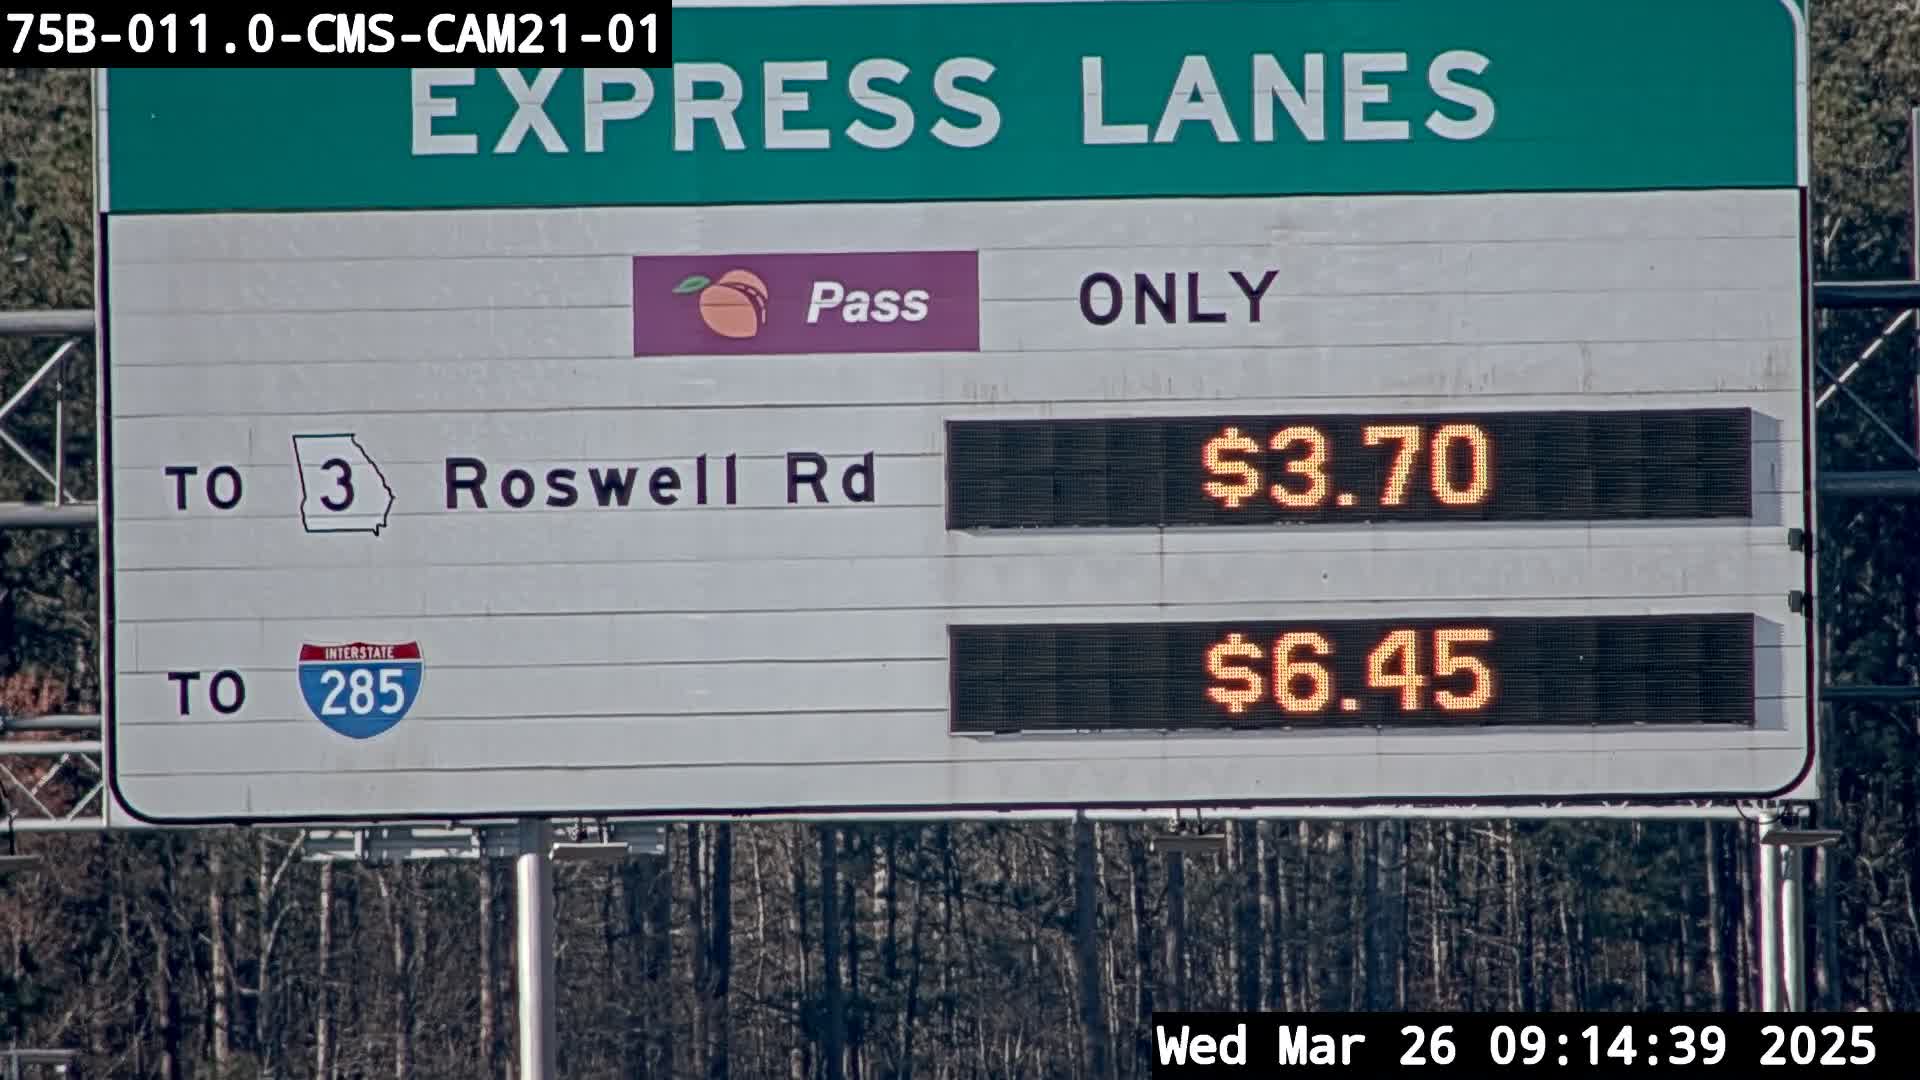 75B-011.0-CMS-CAM21-01
EXPRESS LANES
Pass ONLY
TO 3 Roswell Rd $3.70
TO INTERSTATE 285 $6.45
Wed Mar 26 09:14:39 2025